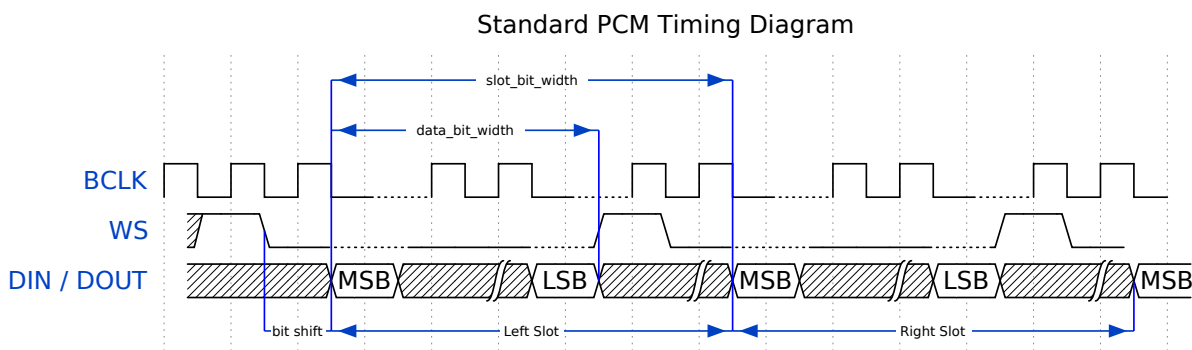 Standard PCM Timing Diagram
slot_bit_width
data_bit_width
BCLK
WS
DIN / DOUT
MSB
LSB
MSB
LSB
MSB
bit shift
Left Slot
Right Slot